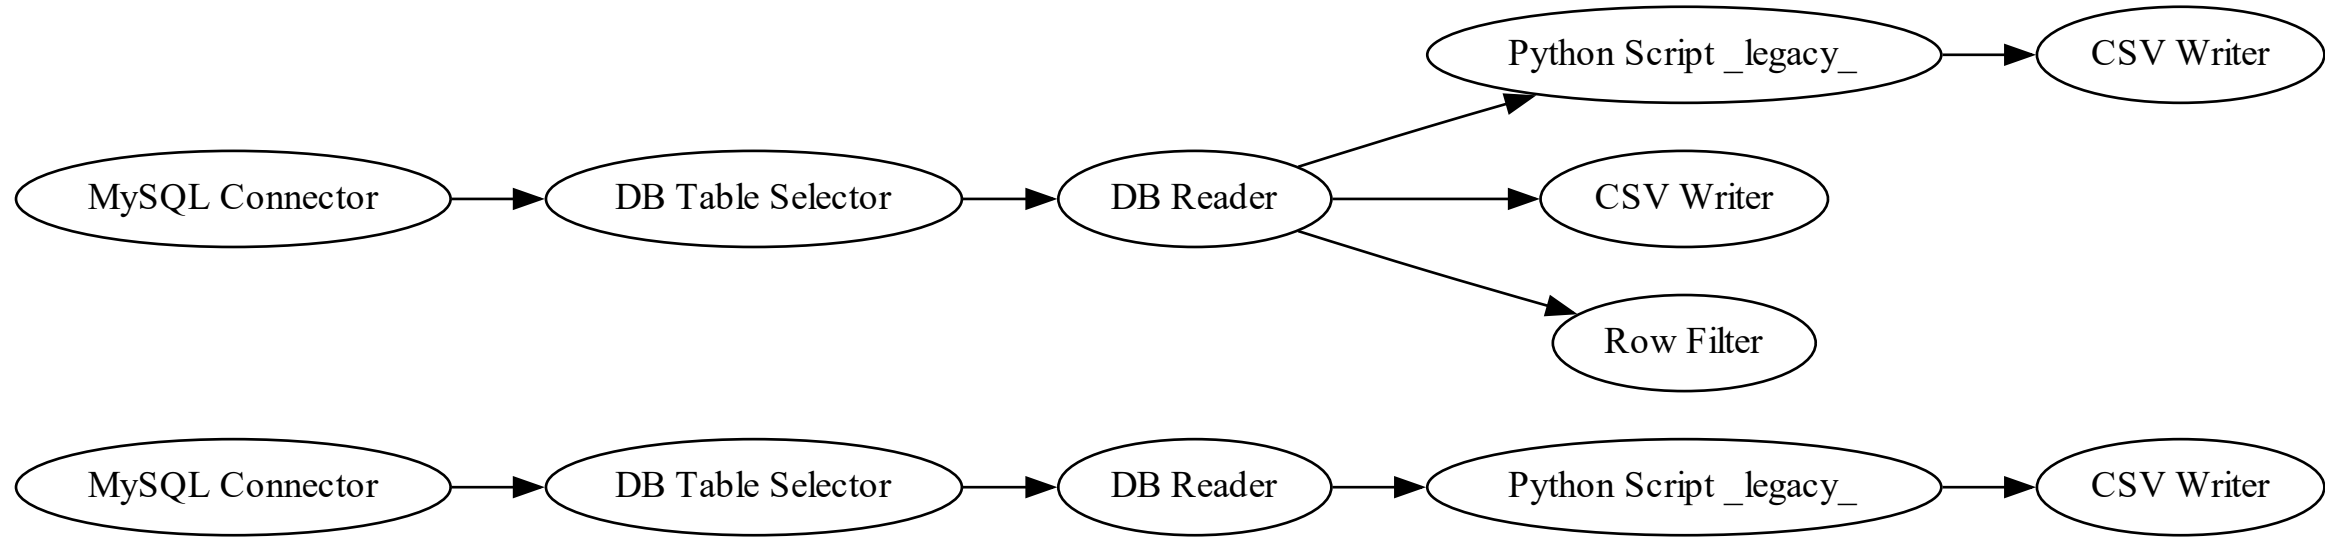 Python Script _legacy_
CSV Writer
MySQL Connector
DB Table Selector
DB Reader
CSV Writer
Row Filter
MySQL Connector
DB Table Selector
DB Reader
Python Script _legacy_
CSV Writer